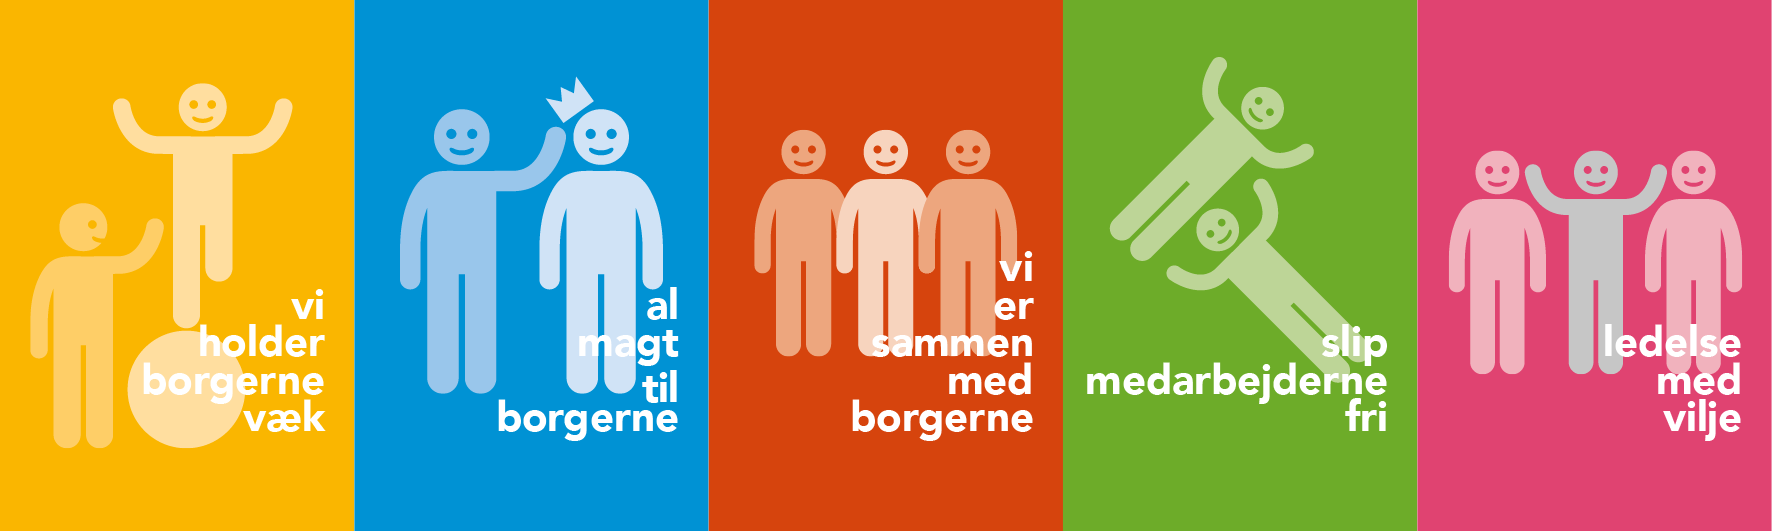 vi
holder
borgerne
væk
al
magt
til
borgerne
vi
er
sammen
med
borgerne
slip
medarbejderne
fri
ledelse
med
vilje